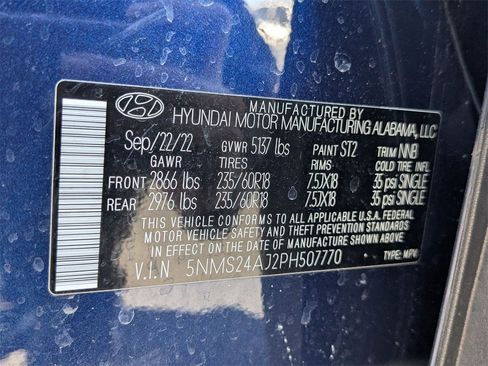 MANUFACTURED BY
HYUNDAI MOTOR MANUFACTURING ALABAMA, LLC
Sep/22/22 GVWR 5137 lbs PAINT ST2 TRIM NNB
GAWR TIRES RIMS COLD TIRE INFL
FRONT 2866 lbs 235/60R18 7.5JX18 35 psi SINGLE
REAR 2976 lbs 235/60R18 7.5JX18 35 psi SINGLE
THIS VEHICLE CONFORMS TO ALL APPLICABLE U.S.A. FEDERAL
MOTOR VEHICLE SAFETY AND THEFT PREVENTION STANDARDS
IN EFFECT ON THE DATE OF MANUFACTURE SHOWN ABOVE.
V.I.N 5NMS24AJ2PH507770 TYPE: MPV